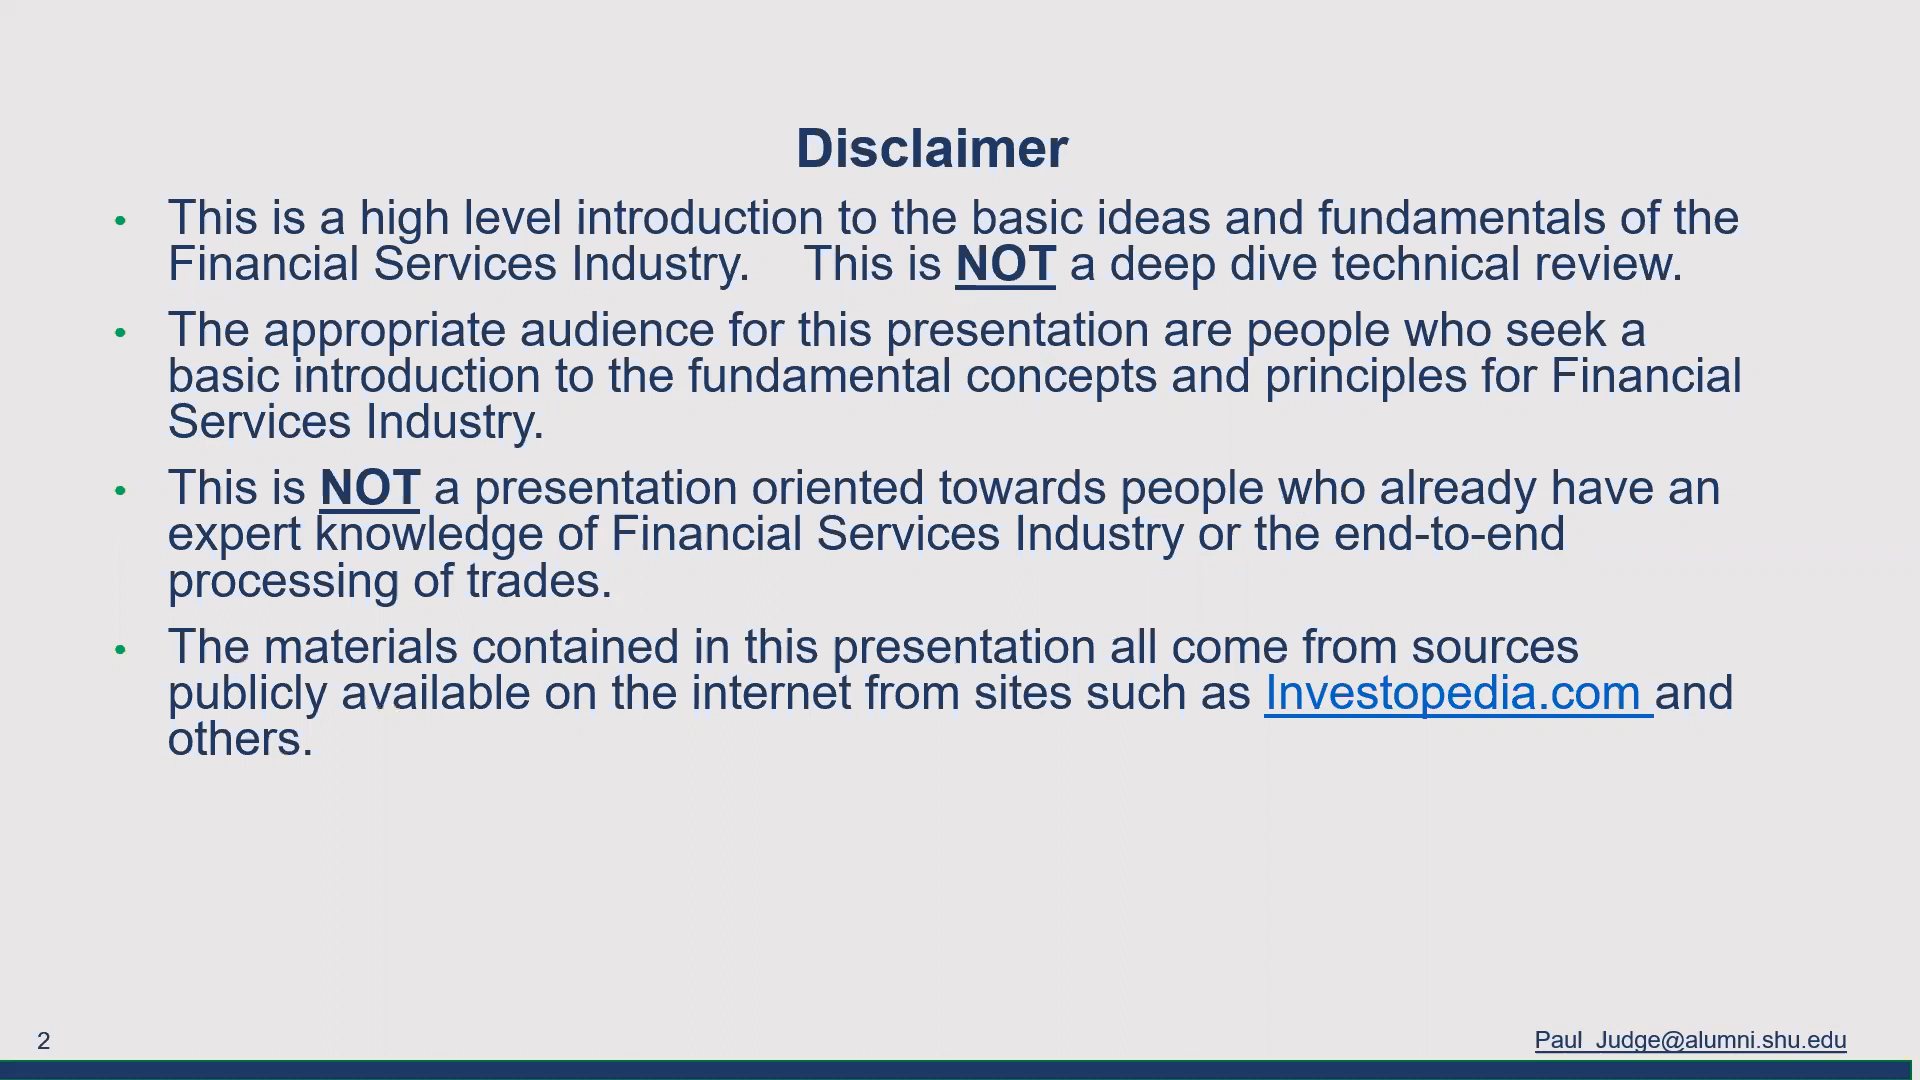 Disclaimer
• This is a high level introduction to the basic ideas and fundamentals of the
Financial Services Industry. This is NOT a deep dive technical review.
• The appropriate audience for this presentation are people who seek a
basic introduction to the fundamental concepts and principles for Financial
Services Industry.
• This is NOT a presentation oriented towards people who already have an
expert knowledge of Financial Services Industry or the end-to-end
processing of trades.
• The materials contained in this presentation all come from sources
publicly available on the internet from sites such as Investopedia.com and
others.
2
Paul_Judge@alumni.shu.edu